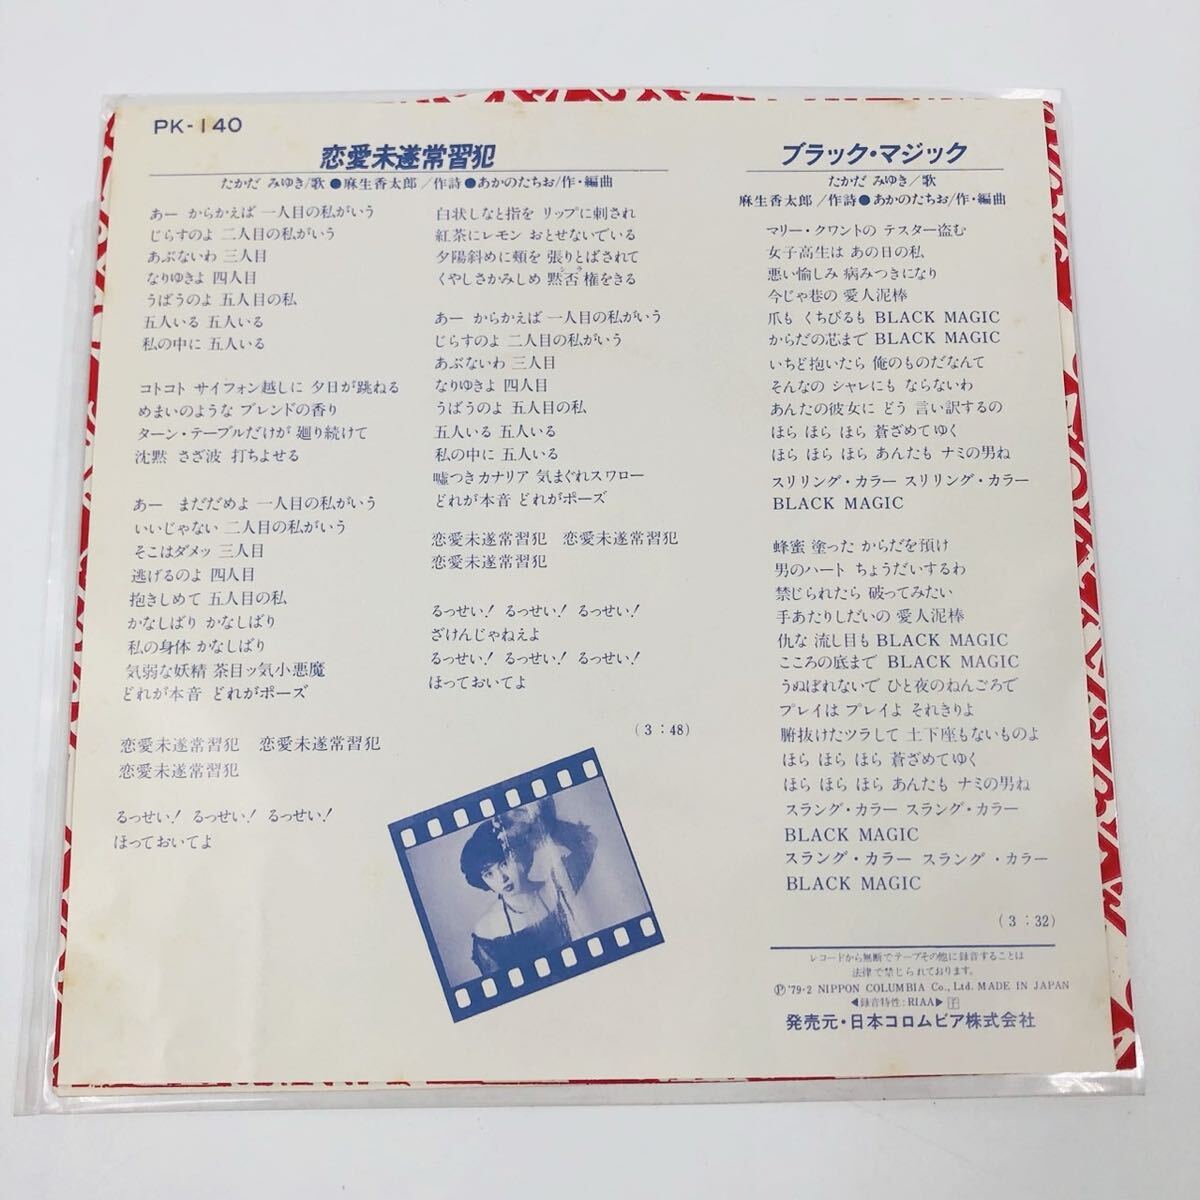 PK-140
恋愛未遂常習犯
たかだ みゆき/歌 ●麻生香太郎/作詩●あかのたちお/作・編曲
あー からかえば 一人目の私がいう
じらすのよ 二人目の私がいう
あぶないわ 三人目
なりゆきよ 四人目
うばうのよ 五人目の私
五人いる 五人いる
私の中に 五人いる
コトコト サイフォン越しに 夕日が跳ねる
めまいのような ブレンドの香り
ターン・テーブルだけが 廻り続けて
沈黙 さざ波 打ちよせる
あー まだだめよ 一人目の私がいう
いいじゃない 二人目の私がいう
そこはダメッ 三人目
逃げるのよ 四人目
抱きしめて 五人目の私
かなしばり かなしばり
私の身体 かなしばり
気弱な妖精 茶目ッ気小悪魔
どれが本音 どれがポーズ
恋愛未遂常習犯 恋愛未遂常習犯
恋愛未遂常習犯
るっせい! るっせい! るっせい!
ほっておいてよ
白状しなと指を リップに刺され
紅茶にレモン おとせないでいる
夕陽斜めに頬を 張りとばされて
くやしさかみしめ 黙否権をきる
あー からかえば 一人目の私がいう
じらすのよ 二人目の私がいう
あぶないわ 三人目
なりゆきよ 四人目
うばうのよ 五人目の私
五人いる 五人いる
私の中に 五人いる
嘘つきカナリア 気まぐれスワロー
どれが本音 どれがポーズ
恋愛未遂常習犯 恋愛未遂常習犯
恋愛未遂常習犯
るっせい! るっせい! るっせい!
ざけんじゃねえよ
るっせい! るっせい! るっせい!
ほっておいてよ
(3:48)
ブラック・マジック
たかだ みゆき/歌
麻生香太郎/作詩●あかのたちお/作・編曲
マリー・クワントの テスター盗む
女子高生は あの日の私
悪い愉しみ 病みつきになり
今じゃ巷の 愛人泥棒
爪も くちびるも BLACK MAGIC
からだの芯まで BLACK MAGIC
いちど抱いたら 俺のものだなんて
そんなの シャレにも ならないわ
あんたの彼女に どう 言い訳するの
ほら ほら ほら 蒼ざめてゆく
ほら ほら ほら あんたも ナミの男ね
スリリング・カラー スリリング・カラー
BLACK MAGIC
蜂蜜 塗った からだを預け
男のハート ちょうだいするわ
禁じられたら 破ってみたい
手あたりしだいの 愛人泥棒
仇な 流し目も BLACK MAGIC
こころの底まで BLACK MAGIC
うぬぼれないで ひと夜のねんごろで
プレイは プレイよ それきりよ
腑抜けたツラして 土下座もないものよ
ほら ほら ほら 蒼ざめてゆく
ほら ほら ほら あんたも ナミの男ね
スラング・カラー スラング・カラー
BLACK MAGIC
スラング・カラー スラング・カラー
BLACK MAGIC
(3:32)
レコードから無断でテープその他に録音することは
法律で禁じられております。
Ⓟ'79・2 NIPPON COLUMBIA Co., Ltd. MADE IN JAPAN
◀録音特性:RIAA▶
発売元・日本コロムビア株式会社